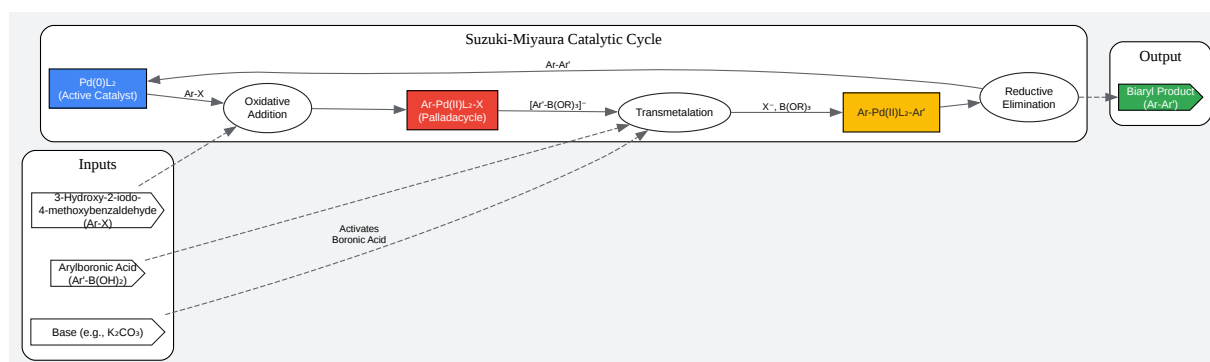 Suzuki-Miyaura Catalytic Cycle
Output
Ar-Ar'
Pd(0)L₂
(Active Catalyst)
Ar-X
Oxidative
Addition
Ar-Pd(II)L₂-X
(Palladacycle)
[Ar'-B(OR)₃]⁻
Transmetalation
X⁻, B(OR)₃
Ar-Pd(II)L₂-Ar'
Reductive
Elimination
Biaryl Product
(Ar-Ar')
Inputs
3-Hydroxy-2-iodo-
4-methoxybenzaldehyde
(Ar-X)
Arylboronic Acid
(Ar'-B(OH)₂)
Activates
Boronic Acid
Base (e.g., K₂CO₃)